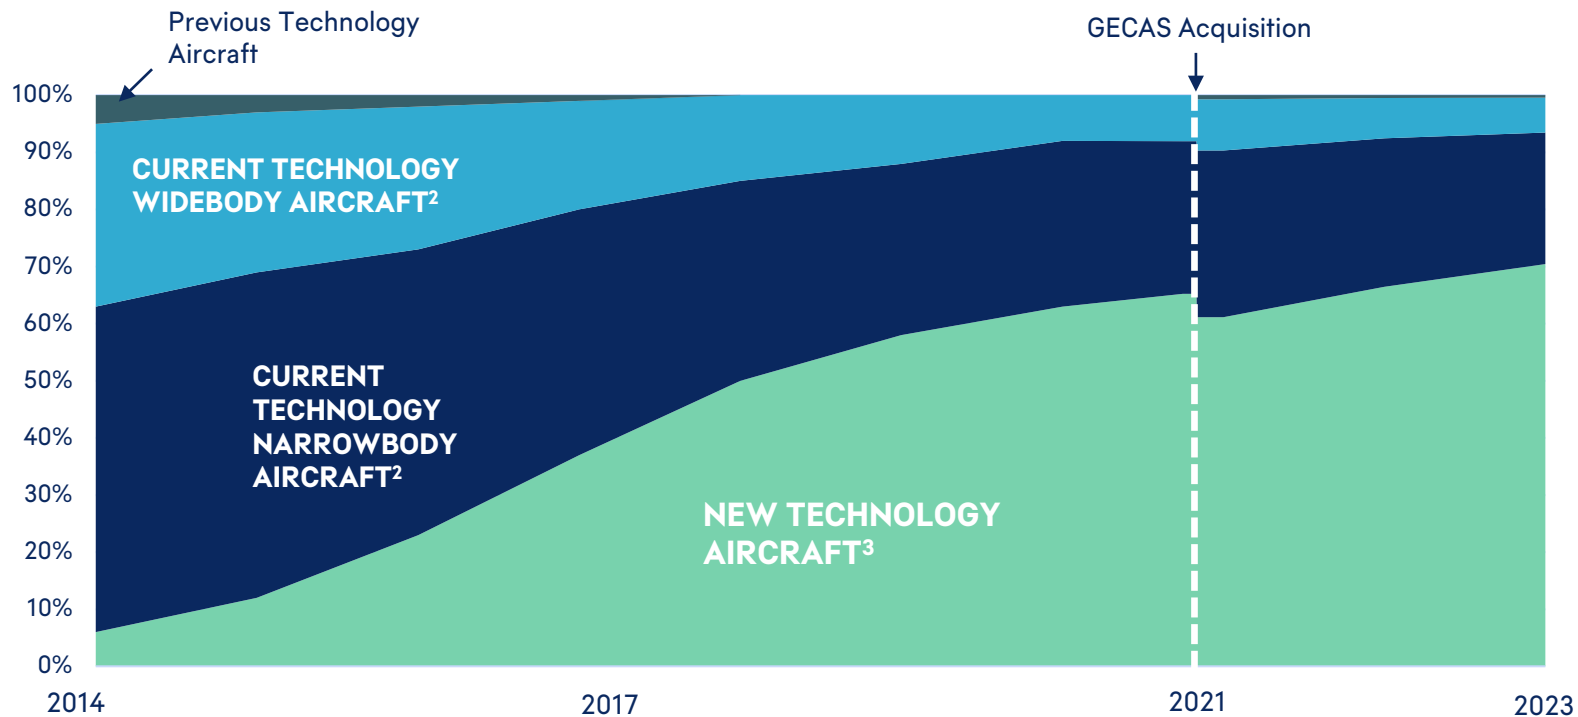 Previous Technology
Aircraft
GECAS Acquisition
100%
90%
80%
70%
60%
50%
40%
30%
20%
10%
0%
CURRENT TECHNOLOGY
WIDEBODY AIRCRAFT²
CURRENT
TECHNOLOGY
NARROWBODY
AIRCRAFT²
NEW TECHNOLOGY
AIRCRAFT³
2014
2017
2021
2023